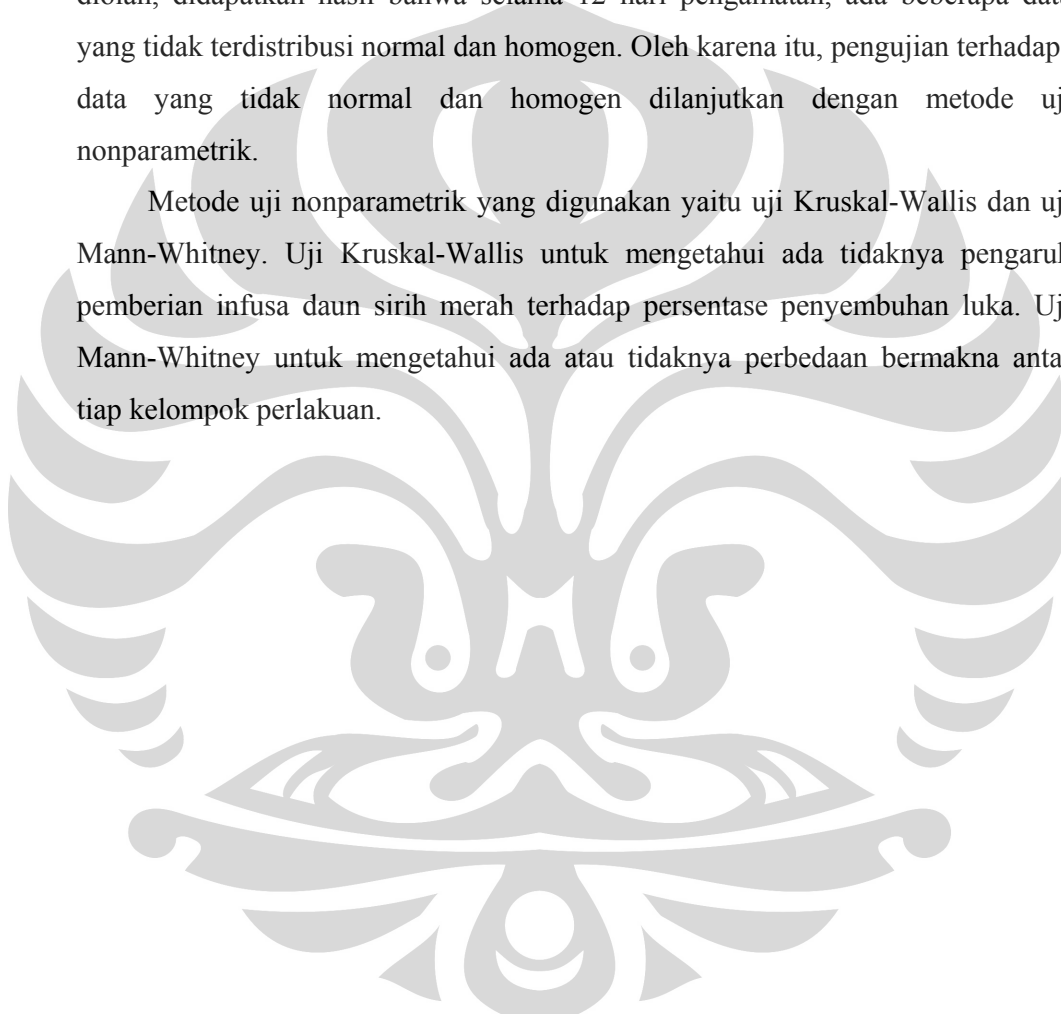 diolah, didapatkan hasil bahwa selama 12 hari pengamatan, ada beberapa data
yang tidak terdistribusi normal dan homogen. Oleh karena itu, pengujian terhadap
data yang tidak normal dan homogen dilanjutkan dengan metode uj
nonparametrik.
Metode uji nonparametrik yang digunakan yaitu uji Kruskal-Wallis dan uj
Mann-Whitney. Uji Kruskal-Wallis untuk mengetahui ada tidaknya pengaruh
pemberian infusa daun sirih merah terhadap persentase penyembuhan luka. Uj
Mann-Whitney untuk mengetahui ada atau tidaknya perbedaan bermakna anta
tiap kelompok perlakuan.